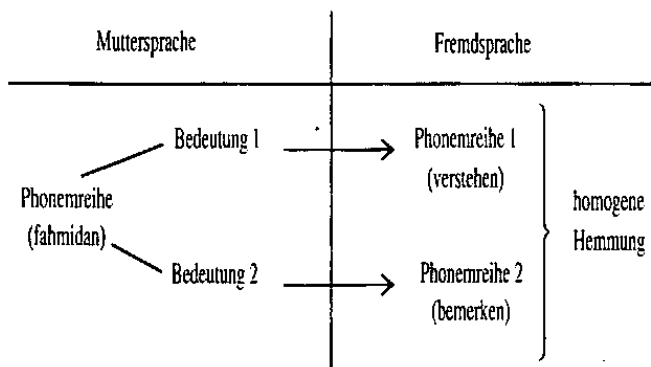 Muttersprache
Fremdsprache
Bedeutung 1
Phonemreihe 1
(verstehen)
Phonemreihe
(fahmidan)
homogene
Hemmung
Bedeutung 2
Phonemreihe 2
(bemerken)